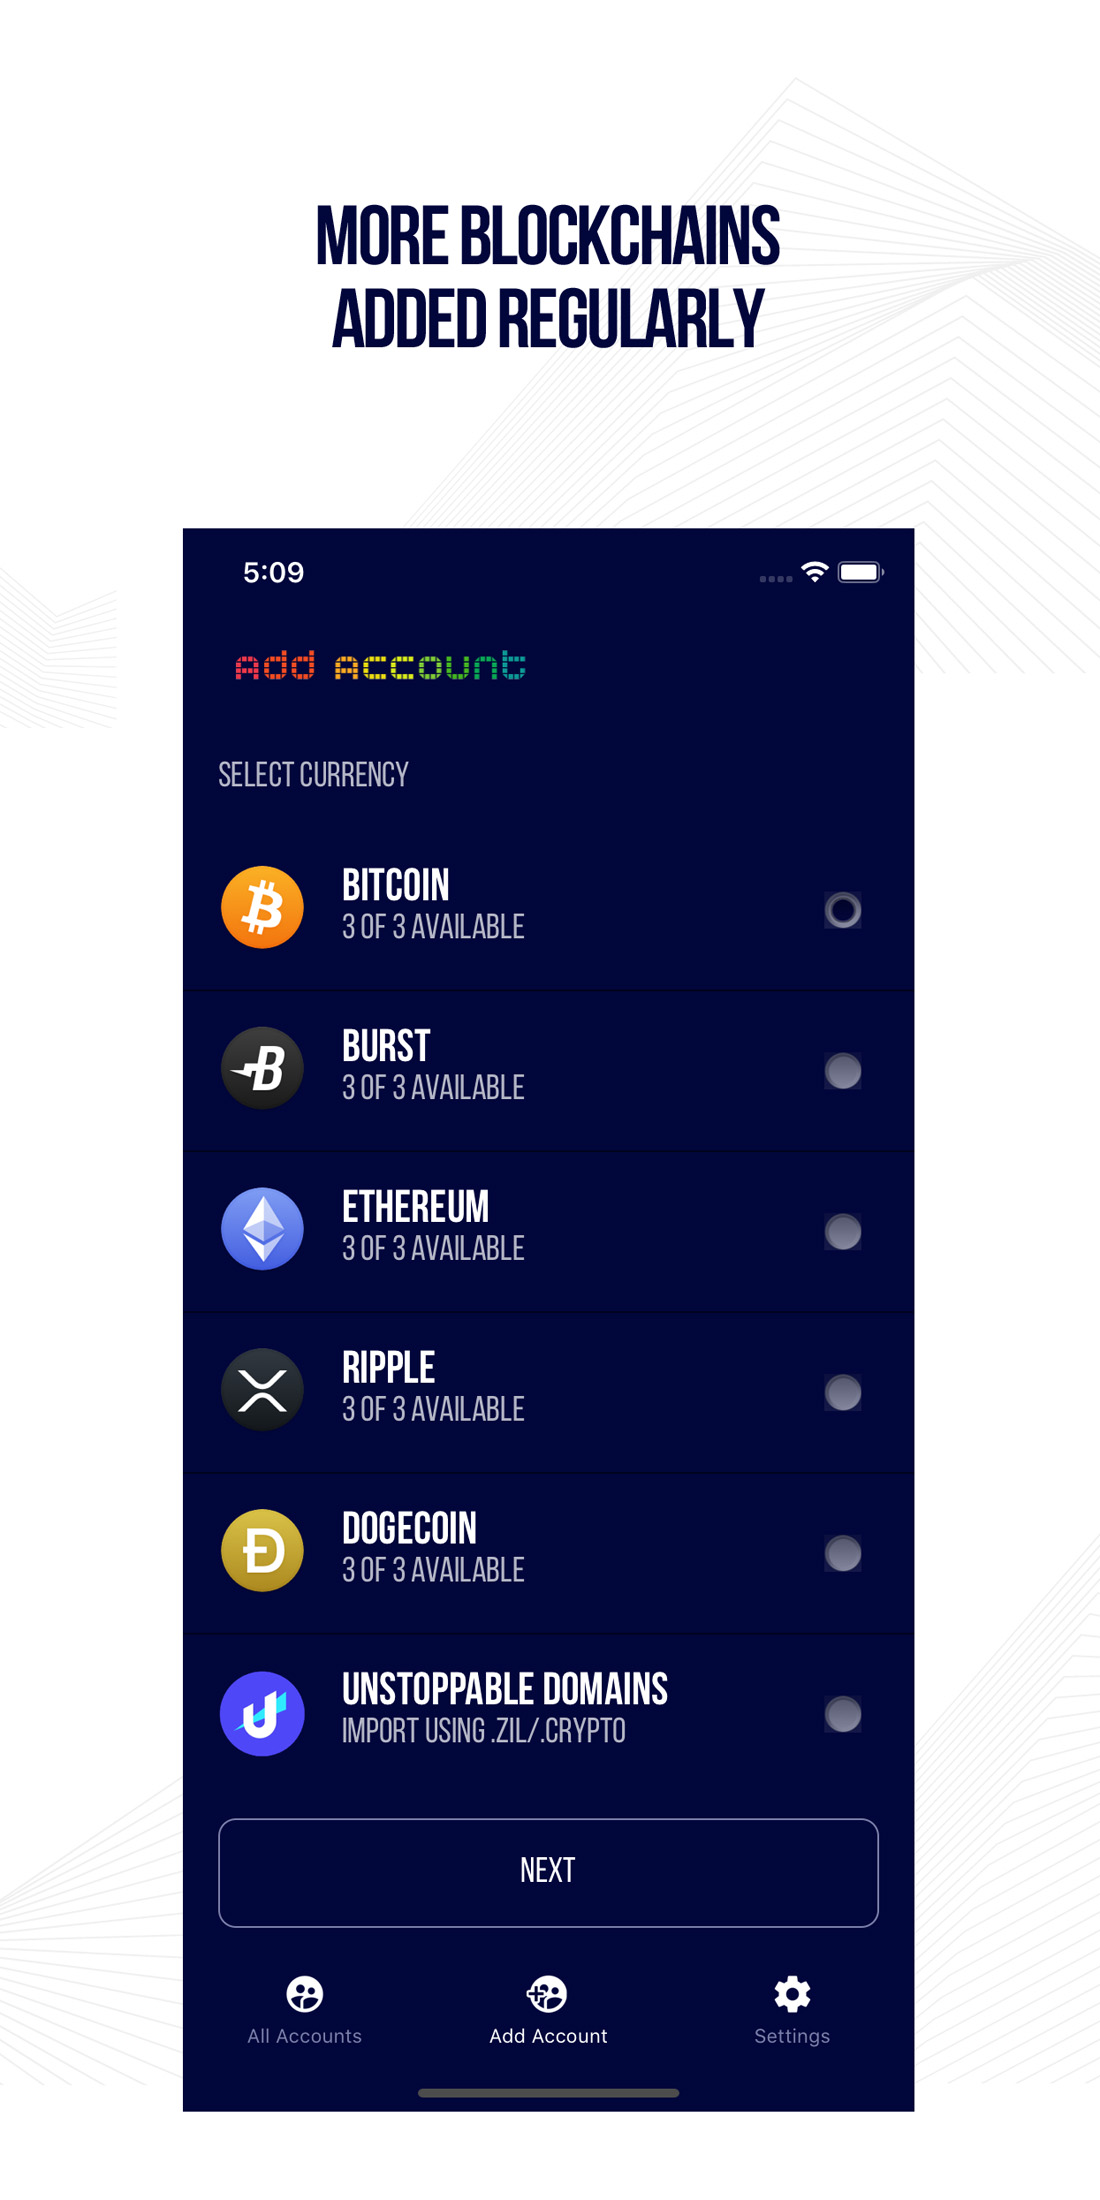 MORE BLOCKCHAINS
ADDED REGULARLY
5:09
Add Account
SELECT CURRENCY
BITCOIN
3 OF 3 AVAILABLE
BURST
3 OF 3 AVAILABLE
ETHEREUM
3 OF 3 AVAILABLE
RIPPLE
3 OF 3 AVAILABLE
DOGECOIN
3 OF 3 AVAILABLE
UNSTOPPABLE DOMAINS
IMPORT USING .ZIL/.CRYPTO
NEXT
All Accounts
Add Account
Settings